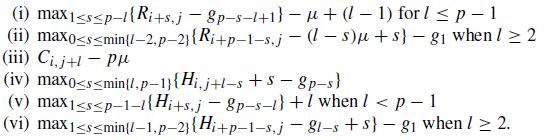 (i) max_{1≤s≤p−l}{R_{i+s,j} − g_{p−s−l+1}} − μ + (l − 1) for l ≤ p − 1
(ii) max_{0≤s≤min{l−2,p−2}}{R_{i+p−1−s,j} − (l − s)μ + s} − g_1 when l ≥ 2
(iii) C_{i,j+l} − pμ
(iv) max_{0≤s≤min{l,p−1}}{H_{i,j+l−s} + s − g_{p−s}}
(v) max_{1≤s≤p−1−l}{H_{i+s,j} − g_{p−s−l}} + l when l < p − 1
(vi) max_{1≤s≤min{l−1,p−2}}{H_{i+p−1−s,j} − g_{l−s} + s} − g_1 when l ≥ 2.